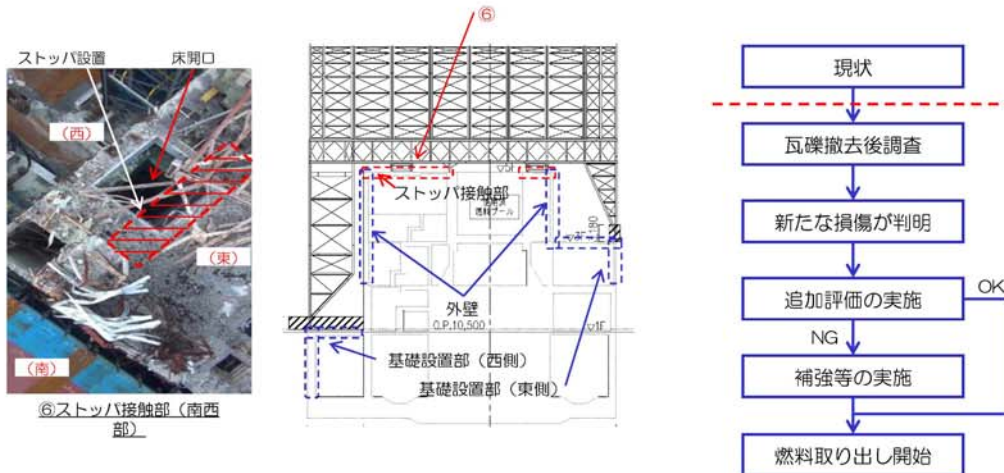 ストッパ設置
床開口
(西)
(東)
(南)
⑥ストッパ接触部(南西
部)
⑥
▽5F
ストッパ接触部
燃料プール
外壁
O.P.10,500
▽1F
基礎設置部(西側)
基礎設置部(東側)
現状
瓦礫撤去後調査
新たな損傷が判明
追加評価の実施
OK
NG
補強等の実施
燃料取り出し開始